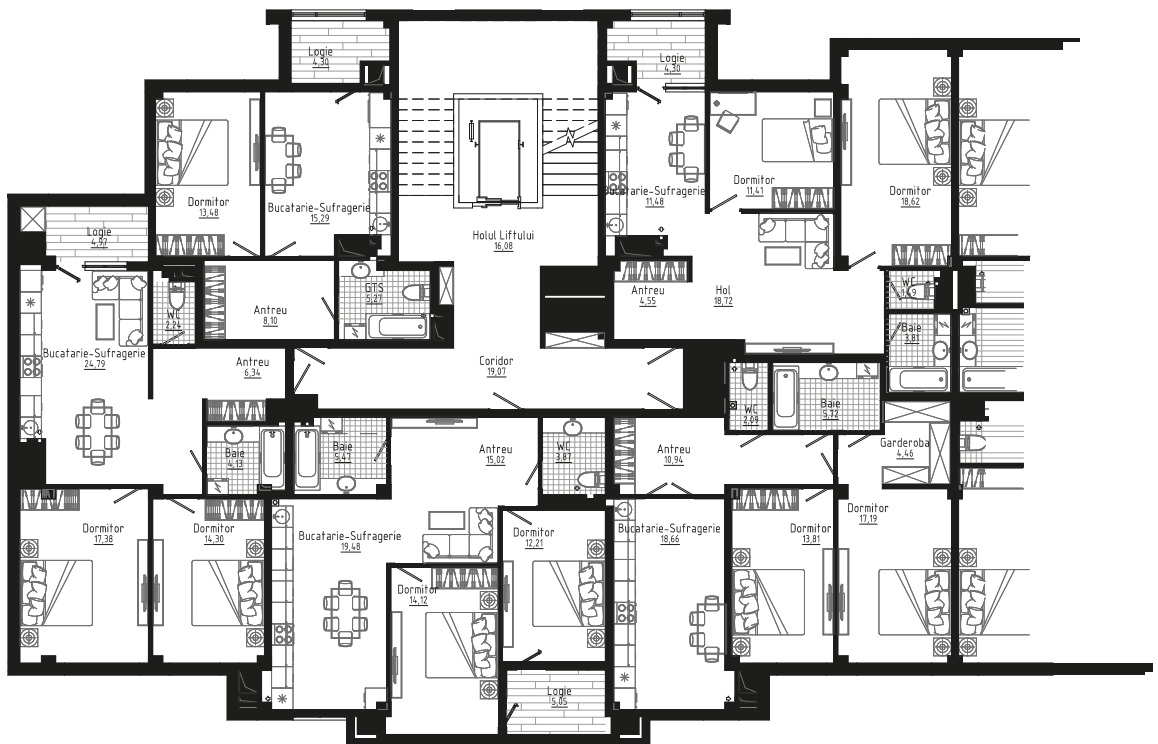 Logie
4,30
Logie
4,30
Dormitor
13,48
Bucatarie-Sufragerie
15,29
Holul Liftului
16,08
Bucatarie-Sufragerie
11,48
Dormitor
11,41
Dormitor
18,62
Logie
4,97
WC
2,24
Antreu
8,10
GTS
5,27
Antreu
4,55
Hol
18,72
WC
Baie
3,81
Bucatarie-Sufragerie
24,79
Antreu
6,34
Coridor
19,07
WC
2,09
Baie
5,72
Baie
4,13
Baie
5,47
Antreu
15,02
WC
3,87
Antreu
10,94
Garderoba
4,46
Dormitor
17,38
Dormitor
14,30
Bucatarie-Sufragerie
19,48
Dormitor
12,21
Bucatarie-Sufragerie
18,66
Dormitor
13,81
Dormitor
17,19
Dormitor
14,12
Logie
5,05